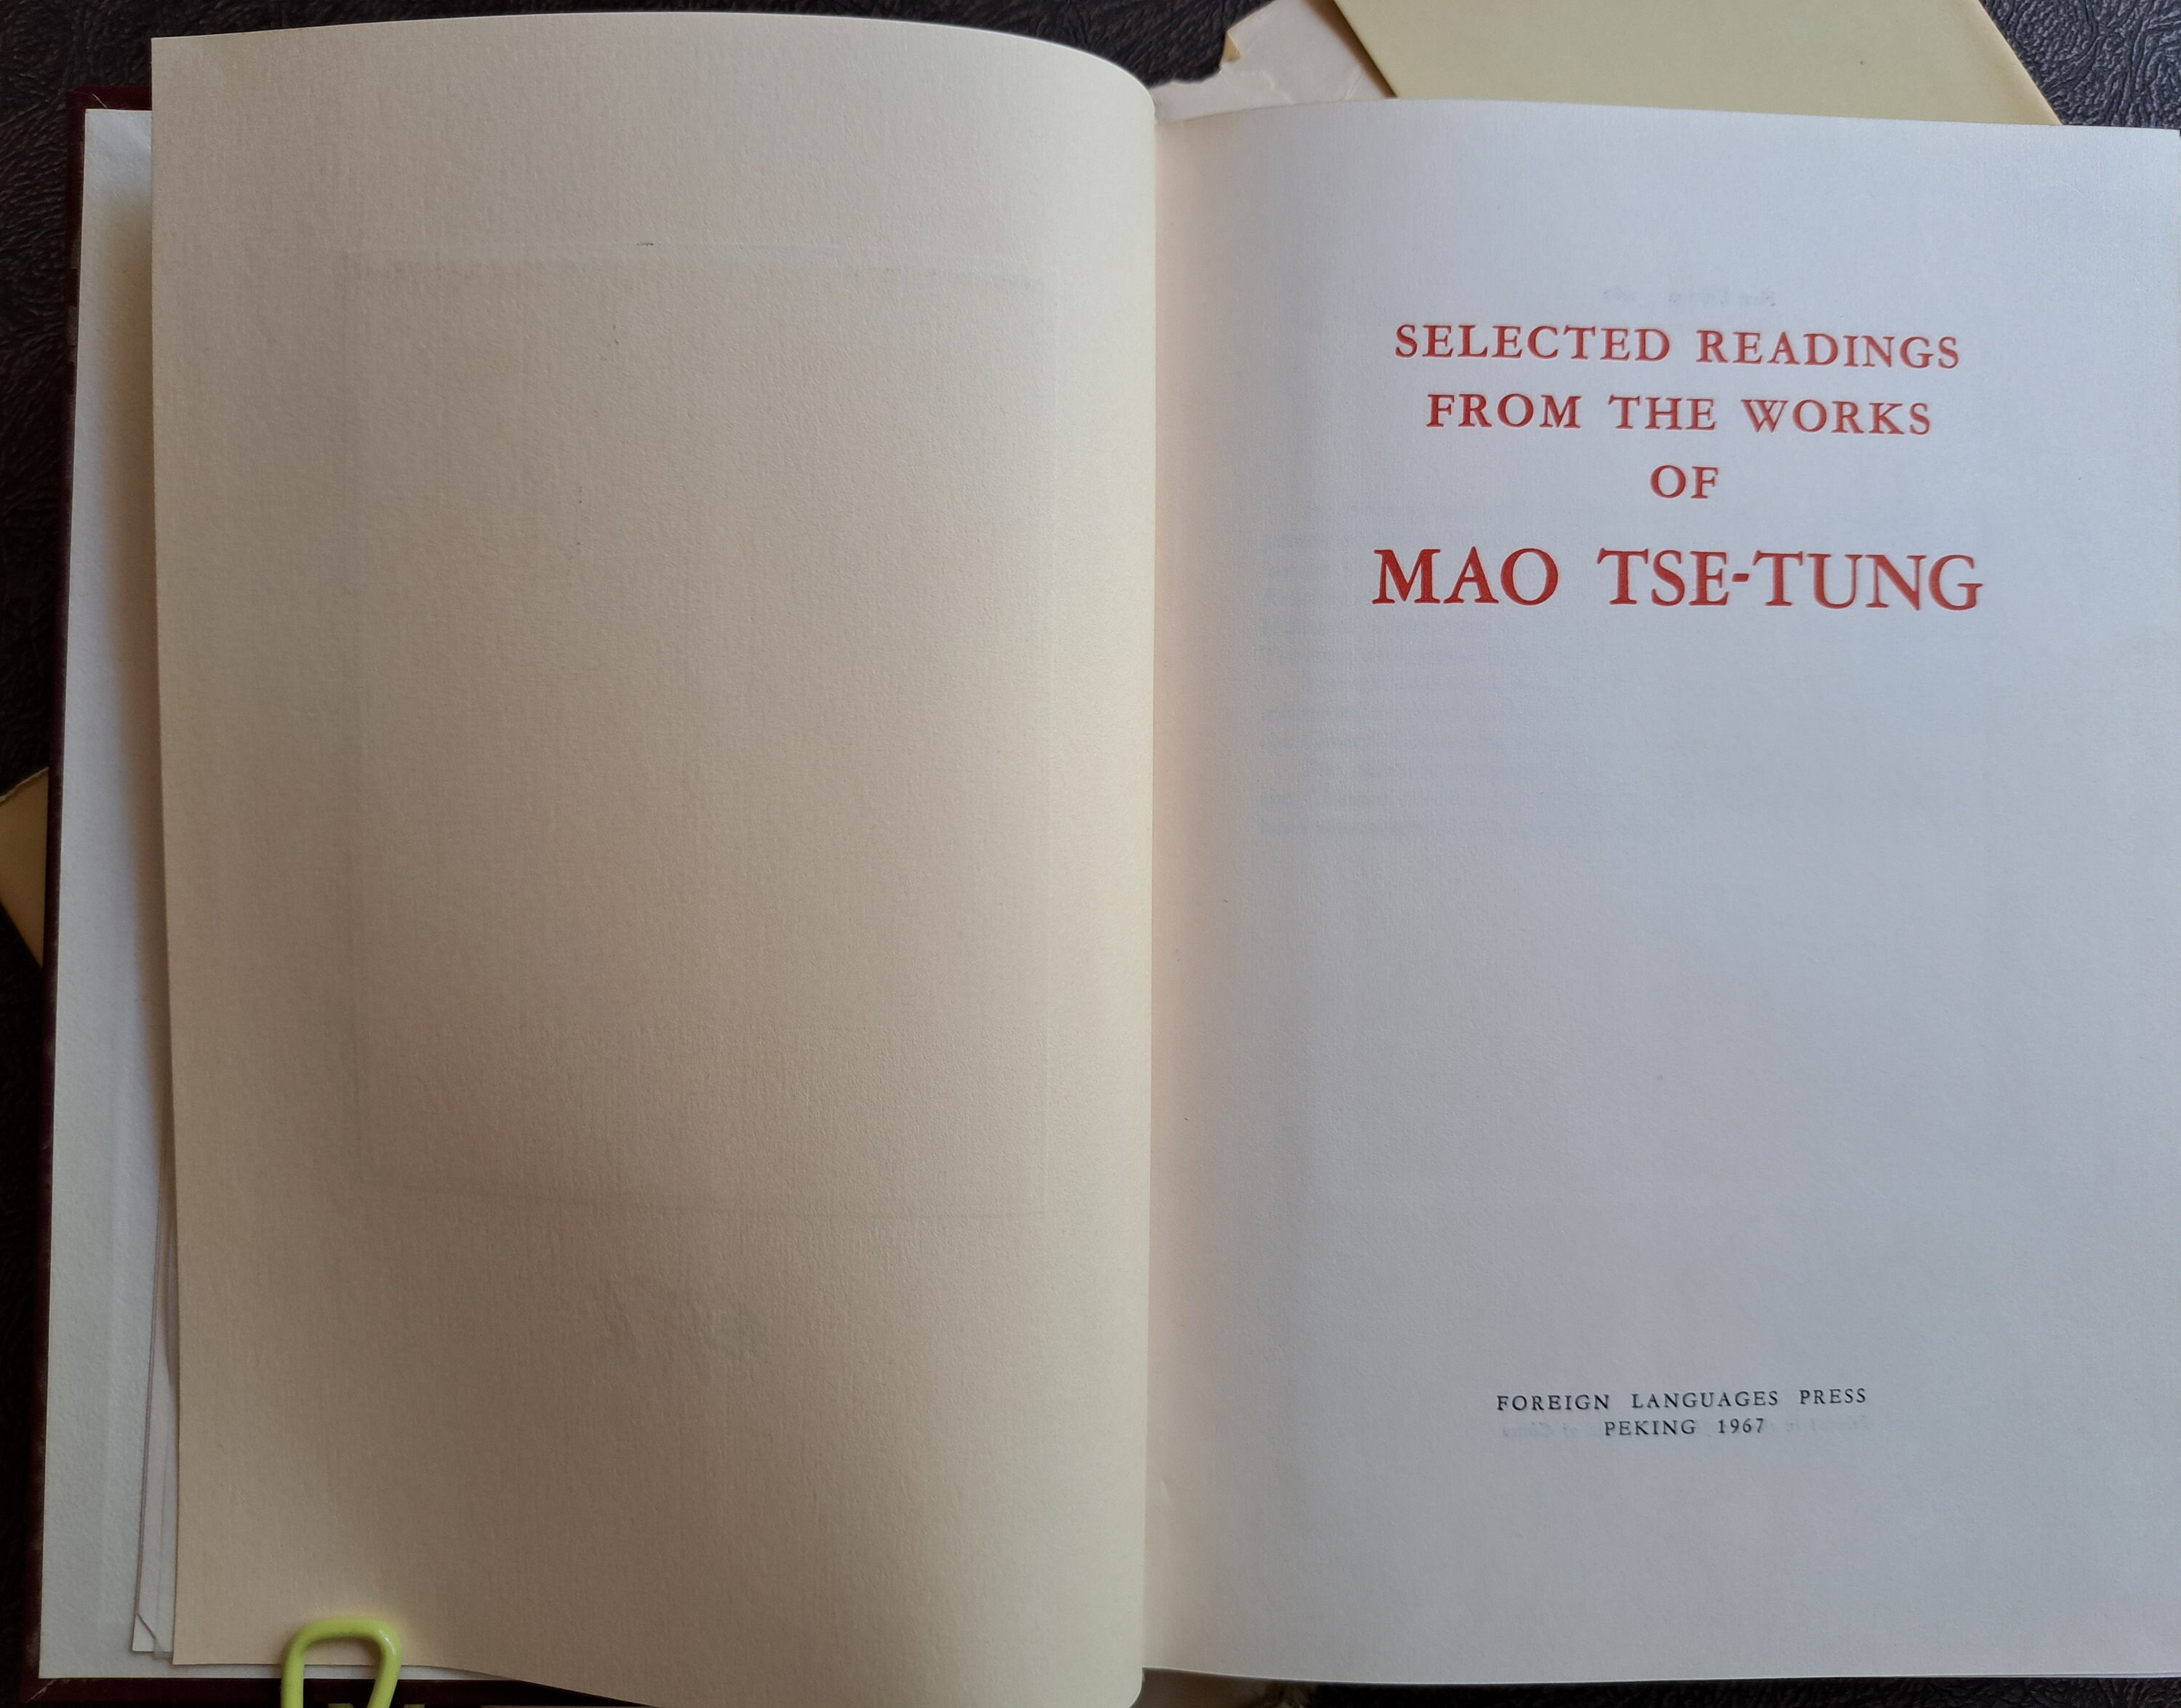 SELECTED READINGS
FROM THE WORKS
OF
MAO TSE-TUNG
FOREIGN LANGUAGES PRESS
PEKING 1967